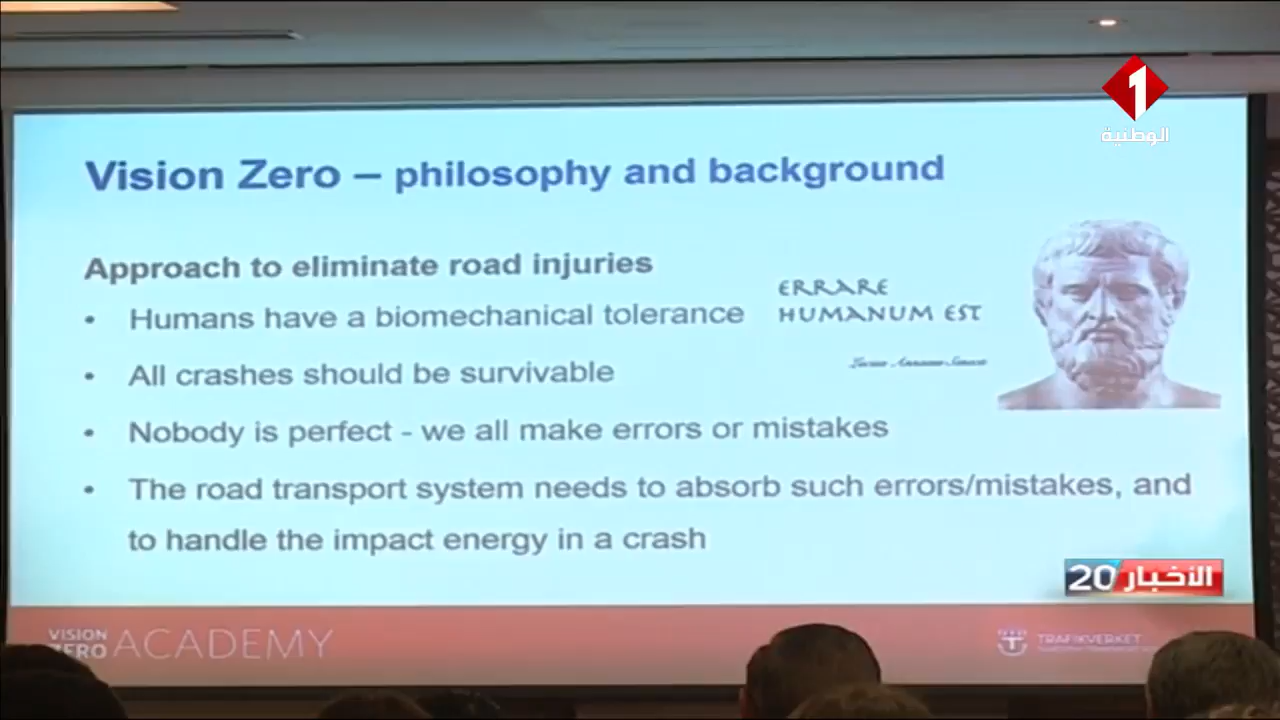 1
الوطنية
Vision Zero – philosophy and background
Approach to eliminate road injuries
• Humans have a biomechanical tolerance
ERRARE
HUMANUM EST
• All crashes should be survivable
• Nobody is perfect - we all make errors or mistakes
• The road transport system needs to absorb such errors/mistakes, and
to handle the impact energy in a crash
الأخبار 20
VISION
ZERO ACADEMY
TRAFIKVERKET